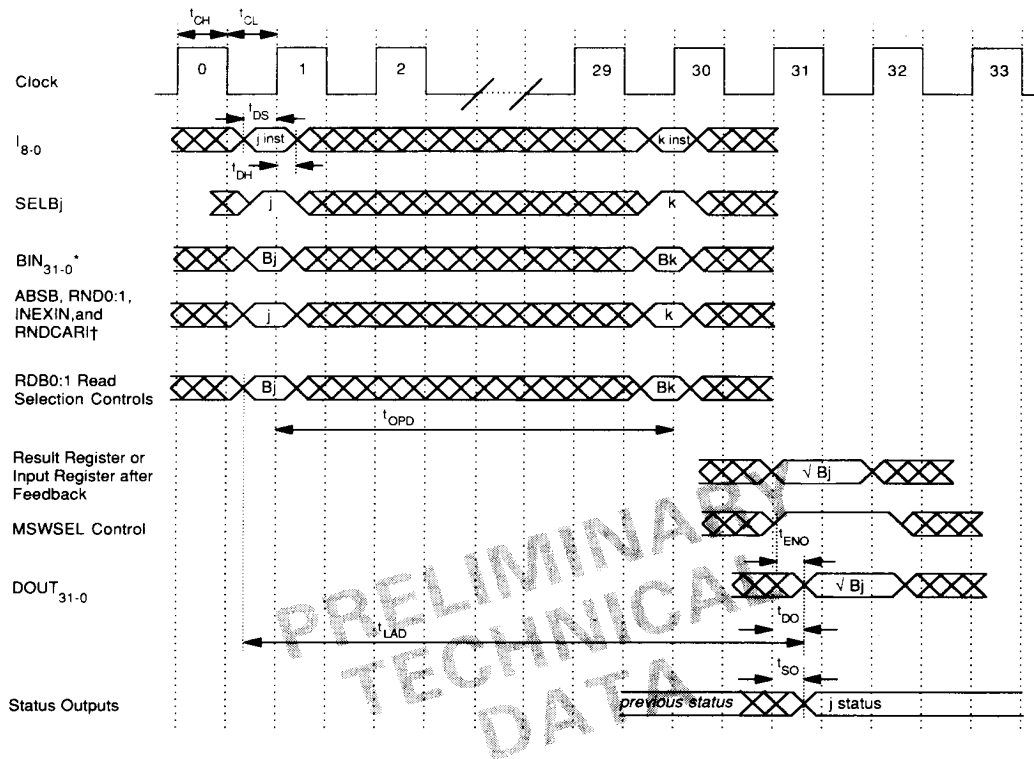 tCH tCL
Clock 0 1 2 29 30 31 32 33
tDS
I8-0 j inst k inst
tDH
SELBj j k
BIN31-0* Bj Bk
ABSB, RND0:1,
INEXIN,and
RNDCARI† j k
RDB0:1 Read
Selection Controls Bj Bk
tOPD
Result Register or
Input Register after
Feedback √ Bj
MSWSEL Control
tENO
DOUT31-0 √ Bj
tDO
tLAD
tSO
Status Outputs previous status j status
PRELIMINARY
TECHNICAL
DATA